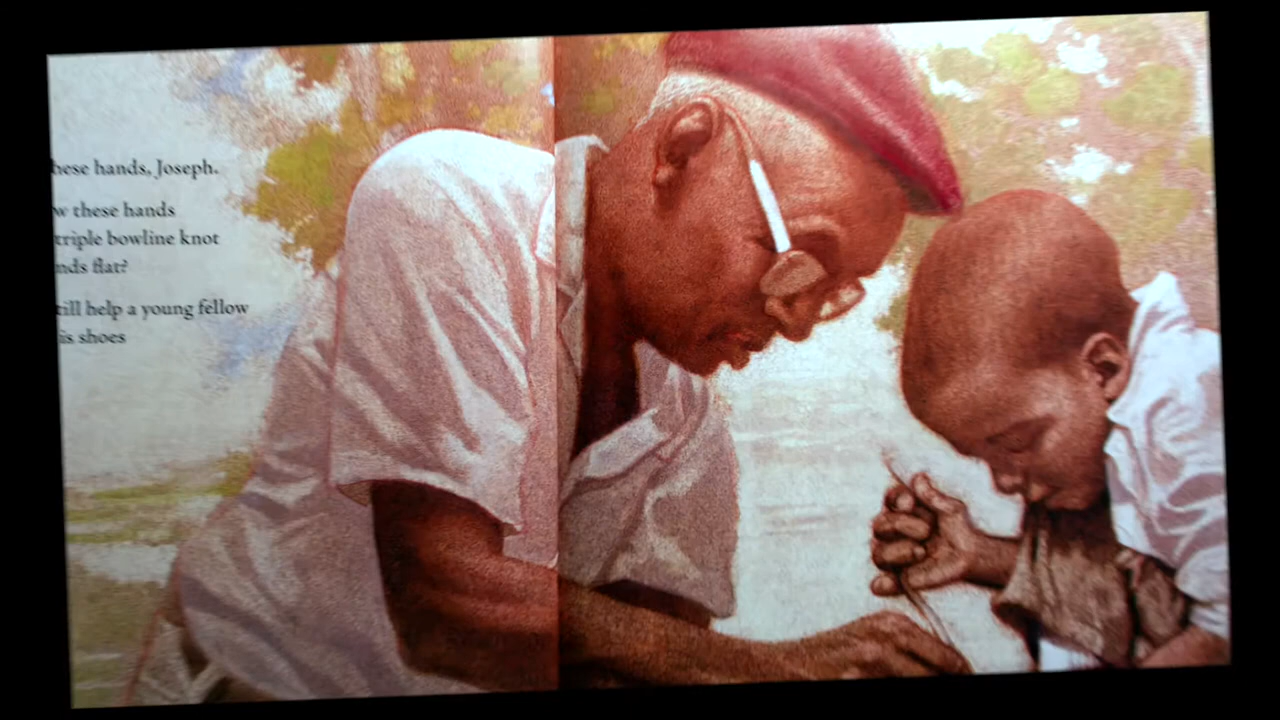 hese hands, Joseph.
w these hands
triple bowline knot
nds flat?
till help a young fellow
is shoes